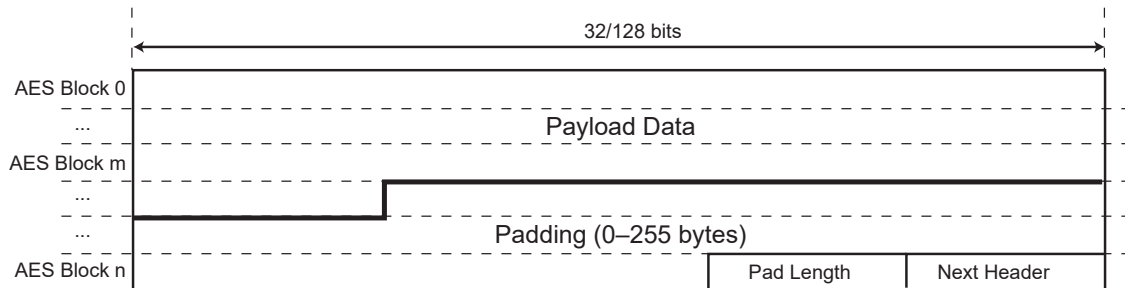 32/128 bits
AES Block 0
...
Payload Data
AES Block m
...
...
Padding (0–255 bytes)
AES Block n
Pad Length
Next Header